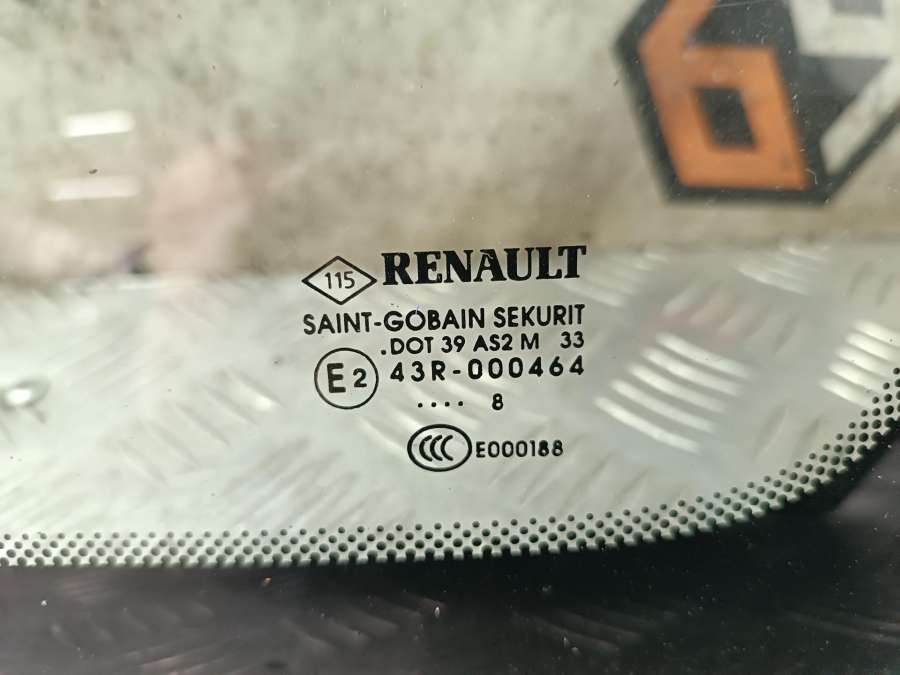 115 RENAULT
SAINT-GOBAIN SEKURIT
.DOT 39 AS2 M 33
E2 43R-000464
.... 8
CCC E000188